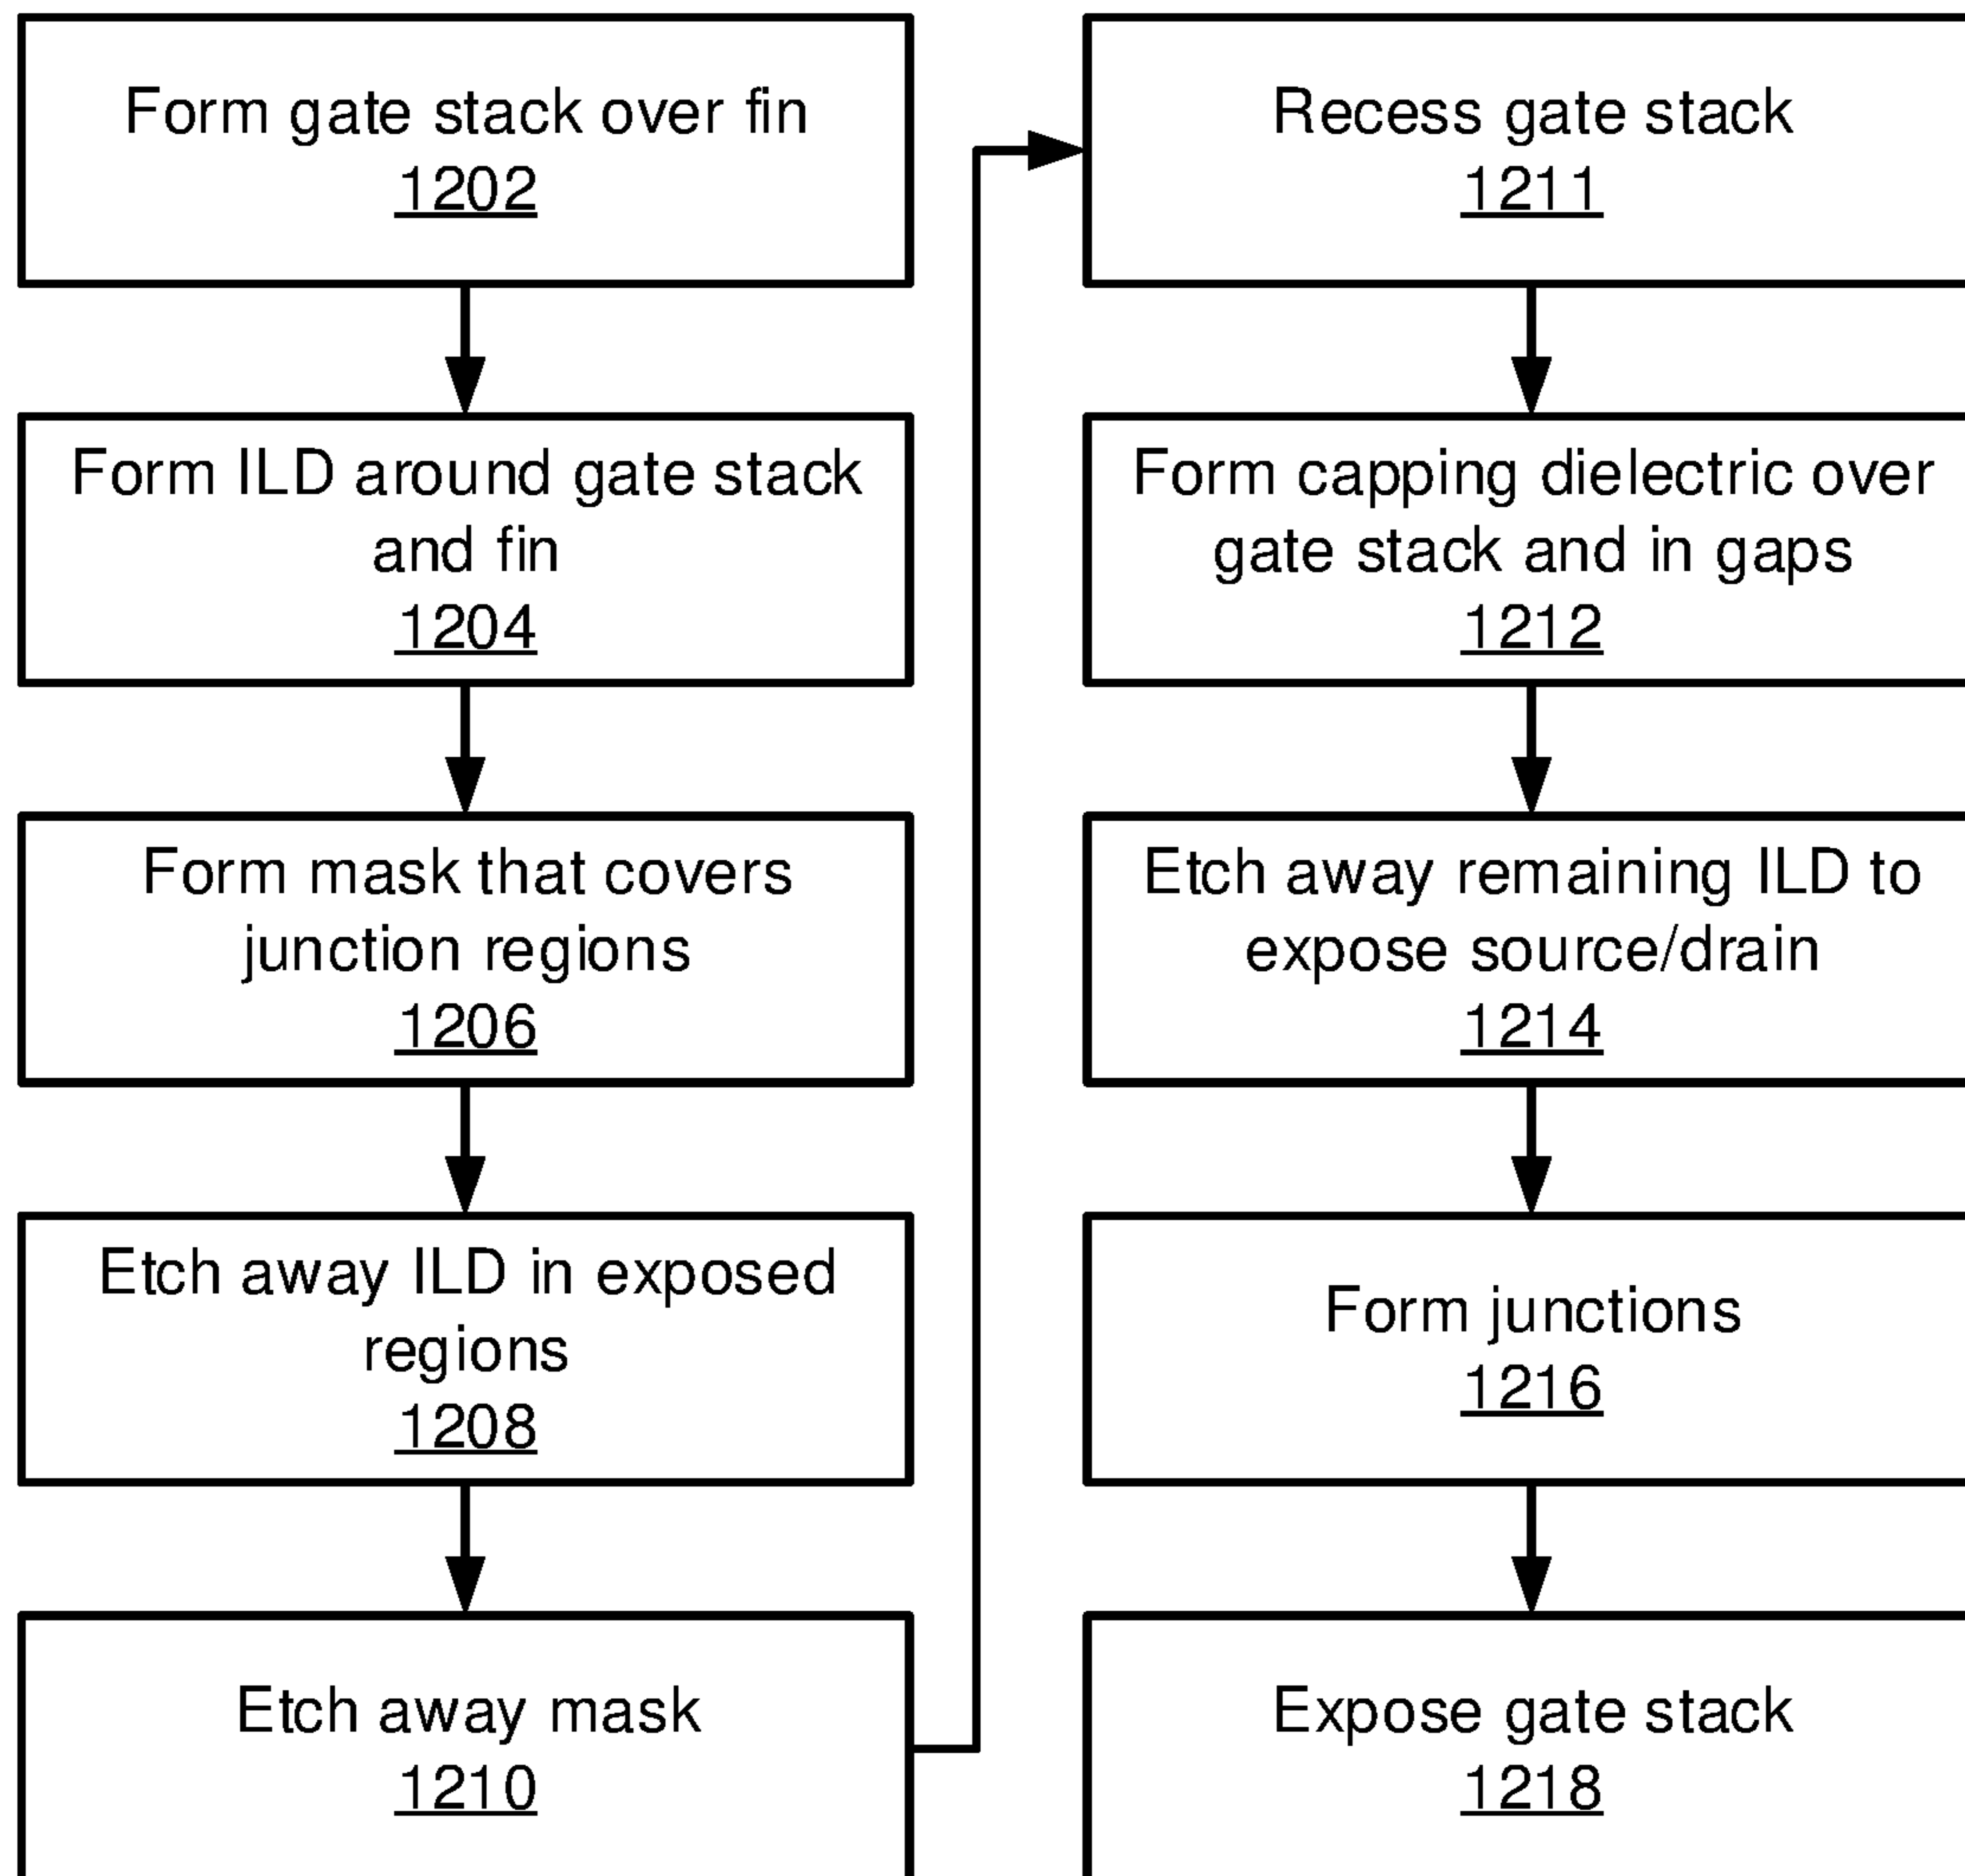 Form gate stack over fin
1202
Form ILD around gate stack
and fin
1204
Form mask that covers
junction regions
1206
Etch away ILD in exposed
regions
1208
Etch away mask
1210
Recess gate stack
1211
Form capping dielectric over
gate stack and in gaps
1212
Etch away remaining ILD to
expose source/drain
1214
Form junctions
1216
Expose gate stack
1218